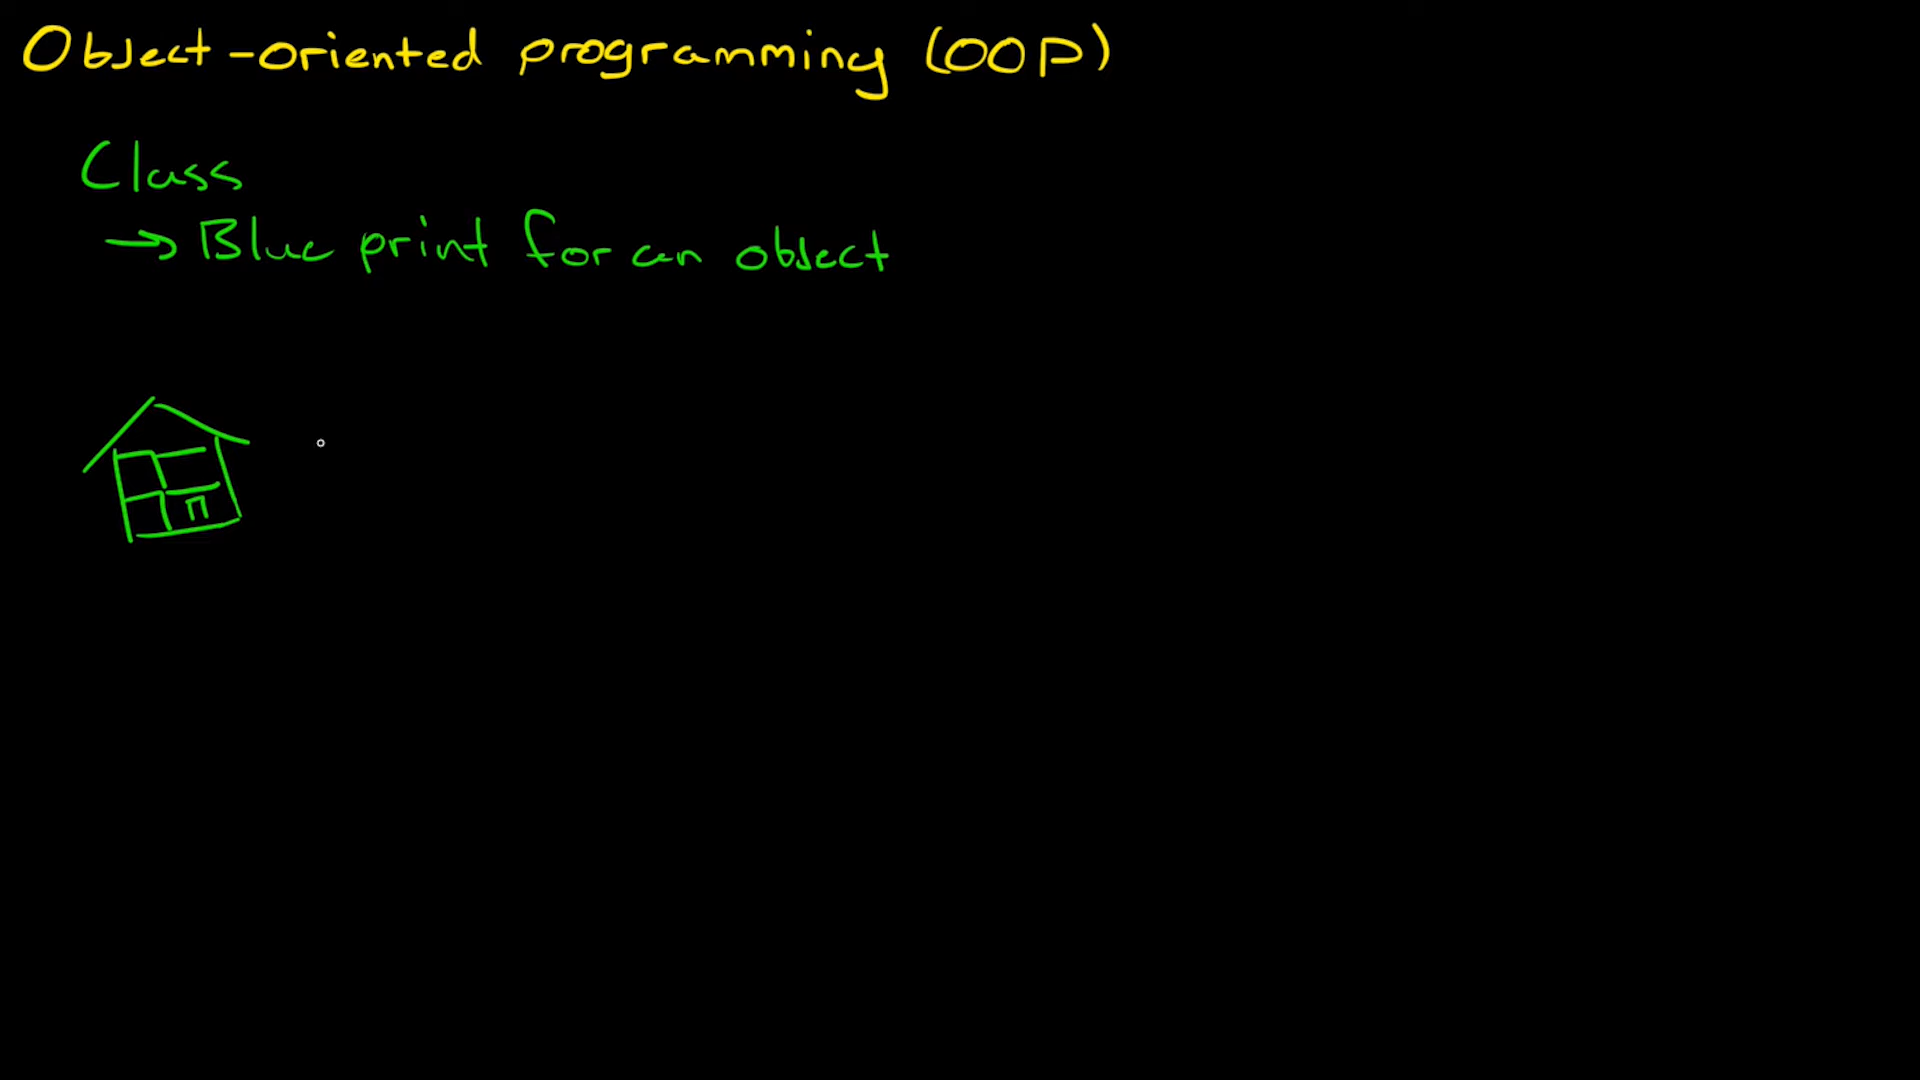 Object-oriented programming (OOP)
Class
→ Blue print for an object